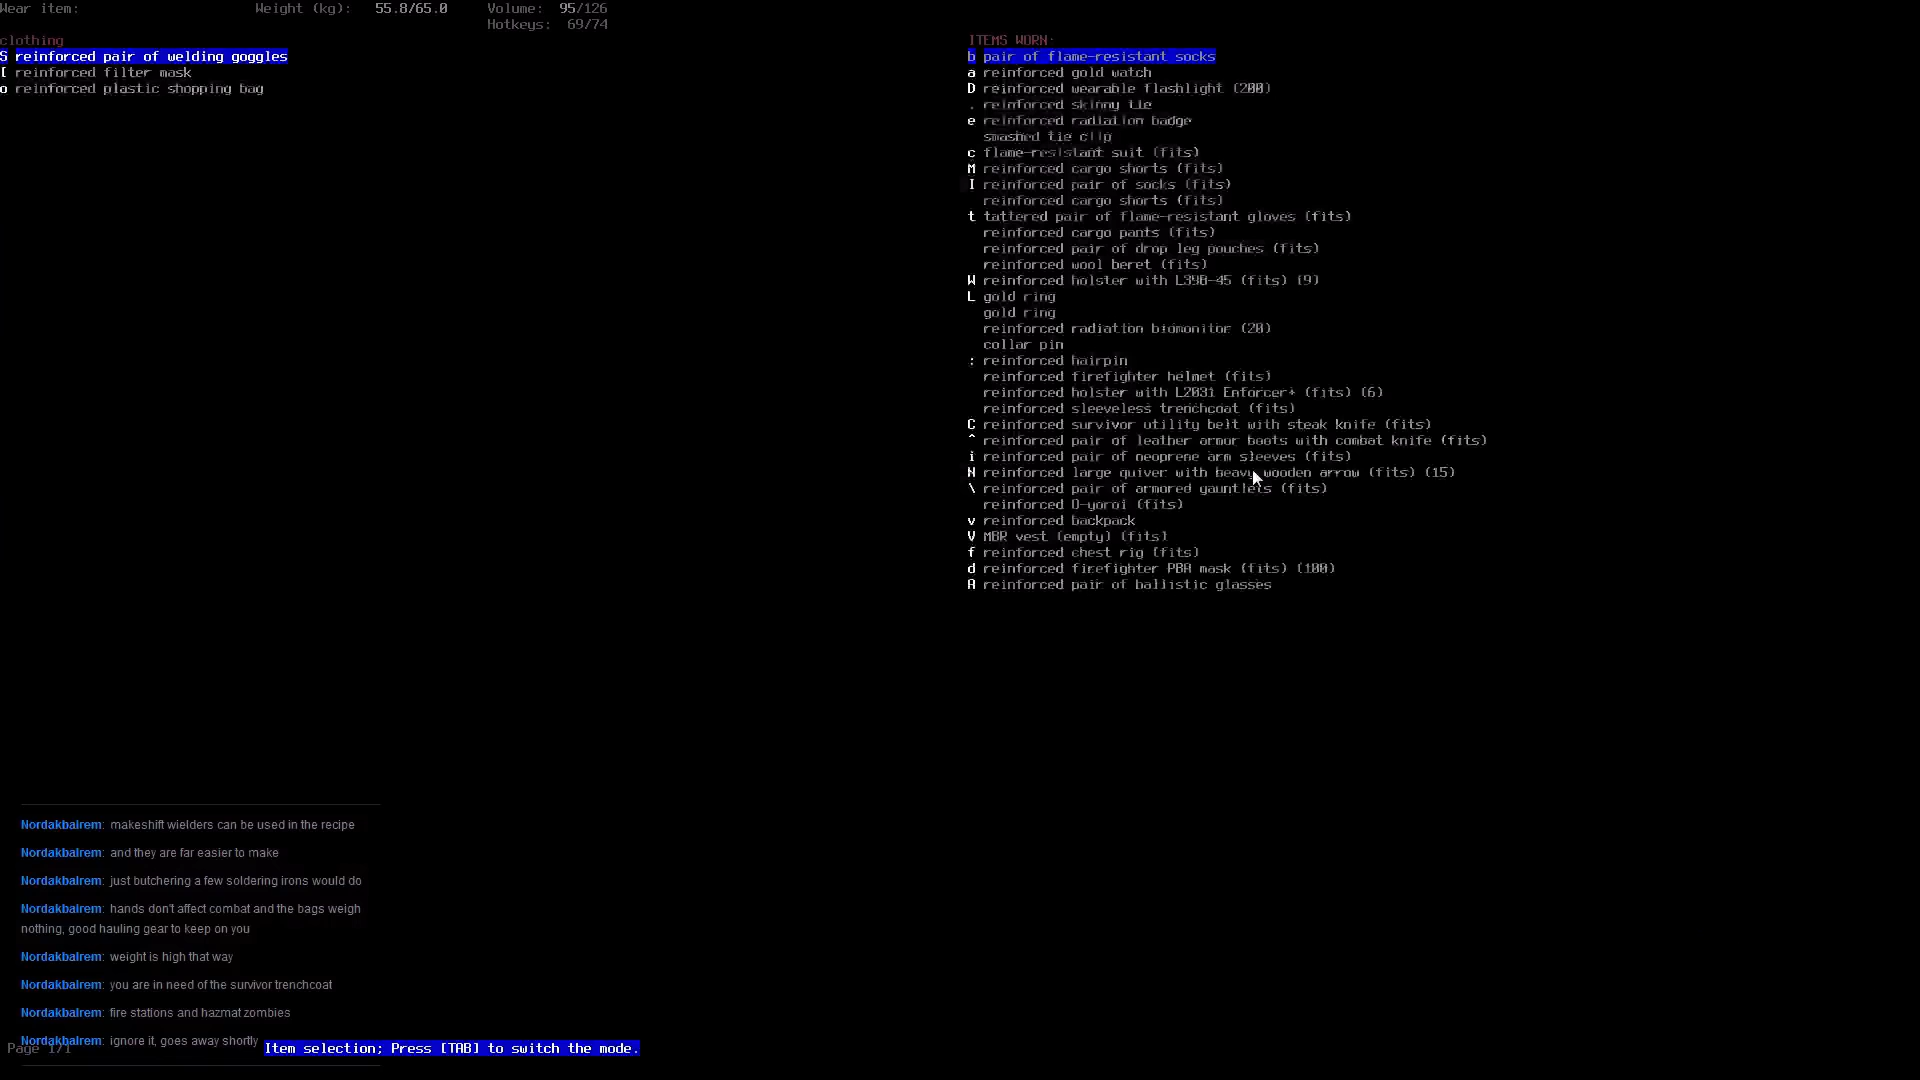 Wear item: Weight (kg): 55.8/65.0 Volume: 95/126
Hotkeys: 69/74
clothing
S reinforced pair of welding goggles
[ reinforced filter mask
o reinforced plastic shopping bag
ITEMS WORN
b pair of flame-resistant socks
a reinforced gold watch
D reinforced wearable flashlight (200)
. reinforced skinny tie
e reinforced radiation badge
smashed tie clip
c flame-resistant suit (fits)
M reinforced cargo shorts (fits)
I reinforced pair of socks (fits)
reinforced cargo shorts (fits)
t tattered pair of flame-resistant gloves (fits)
reinforced cargo pants (fits)
reinforced pair of drop leg pouches (fits)
reinforced wool beret (fits)
W reinforced holster with L39B-45 (fits) (9)
L gold ring
gold ring
reinforced radiation biomonitor (20)
collar pin
: reinforced hairpin
reinforced firefighter helmet (fits)
reinforced holster with L2031 Enforcer+ (fits) (6)
reinforced sleeveless trenchcoat (fits)
C reinforced survivor utility belt with steak knife (fits)
^ reinforced pair of leather armor boots with combat knife (fits)
i reinforced pair of neoprene arm sleeves (fits)
N reinforced large quiver with heavy wooden arrow (fits) (15)
\ reinforced pair of armored gauntlets (fits)
reinforced O-yoroi (fits)
v reinforced backpack
V MBR vest (empty) (fits)
f reinforced chest rig (fits)
d reinforced firefighter PBA mask (fits) (100)
A reinforced pair of ballistic glasses
Nordakbalrem: makeshift wielders can be used in the recipe
Nordakbalrem: and they are far easier to make
Nordakbalrem: just butchering a few soldering irons would do
Nordakbalrem: hands don't affect combat and the bags weigh
nothing, good hauling gear to keep on you
Nordakbalrem: weight is high that way
Nordakbalrem: you are in need of the survivor trenchcoat
Nordakbalrem: fire stations and hazmat zombies
Nordakbalrem: ignore it, goes away shortly
Page 1/1 Item selection; Press [TAB] to switch the mode.